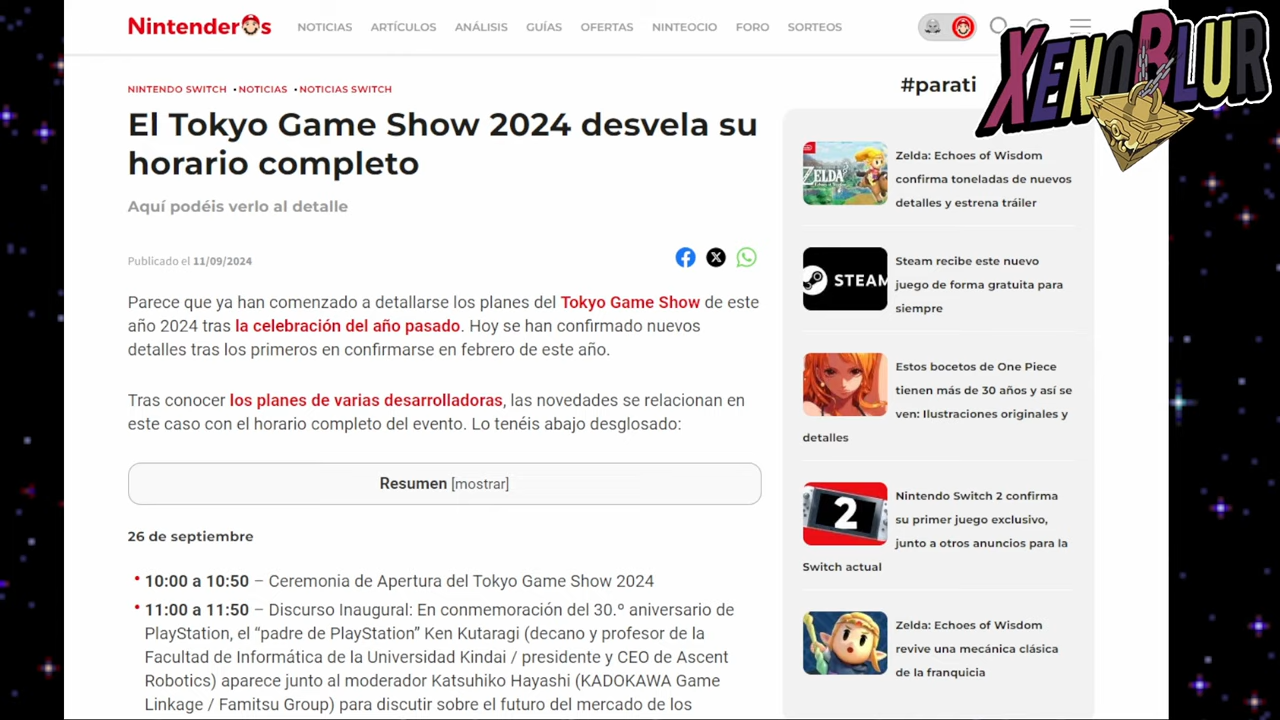 Nintenderos
NOTICIAS ARTÍCULOS ANÁLISIS GUÍAS OFERTAS NINTEOCIO FORO SORTEOS
XENOBLUR
NINTENDO SWITCH • NOTICIAS • NOTICIAS SWITCH
El Tokyo Game Show 2024 desvela su
horario completo
Aquí podéis verlo al detalle
Publicado el 11/09/2024
Parece que ya han comenzado a detallarse los planes del Tokyo Game Show de este
año 2024 tras la celebración del año pasado. Hoy se han confirmado nuevos
detalles tras los primeros en confirmarse en febrero de este año.
Tras conocer los planes de varias desarrolladoras, las novedades se relacionan en
este caso con el horario completo del evento. Lo tenéis abajo desglosado:
Resumen [mostrar]
26 de septiembre
• 10:00 a 10:50 – Ceremonia de Apertura del Tokyo Game Show 2024
• 11:00 a 11:50 – Discurso Inaugural: En conmemoración del 30.º aniversario de
PlayStation, el “padre de PlayStation” Ken Kutaragi (decano y profesor de la
Facultad de Informática de la Universidad Kindai / presidente y CEO de Ascent
Robotics) aparece junto al moderador Katsuhiko Hayashi (KADOKAWA Game
Linkage / Famitsu Group) para discutir sobre el futuro del mercado de los
#parati
ZELDA
Zelda: Echoes of Wisdom
confirma toneladas de nuevos
detalles y estrena tráiler
STEAM
Steam recibe este nuevo
juego de forma gratuita para
siempre
Estos bocetos de One Piece
tienen más de 30 años y así se
ven: Ilustraciones originales y
detalles
2
Nintendo Switch 2 confirma
su primer juego exclusivo,
junto a otros anuncios para la
Switch actual
Zelda: Echoes of Wisdom
revive una mecánica clásica
de la franquicia